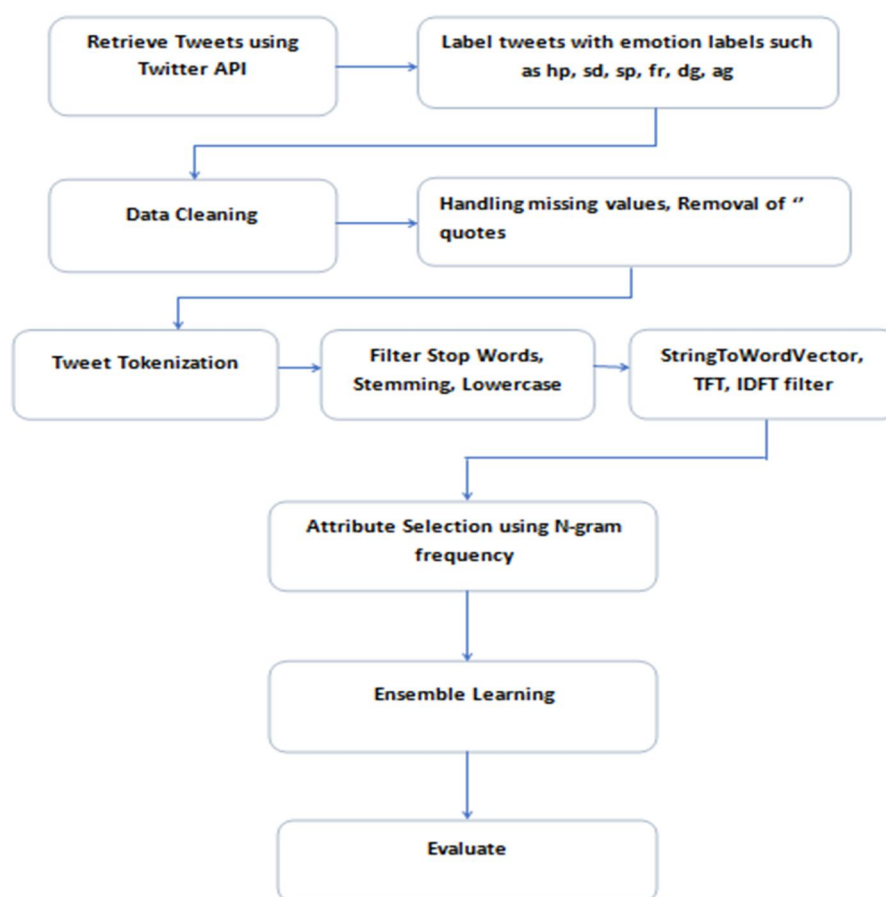 Retrieve Tweets using
Twitter API
Label tweets with emotion labels such
as hp, sd, sp, fr, dg, ag
Data Cleaning
Handling missing values, Removal of ‘’
quotes
Tweet Tokenization
Filter Stop Words,
Stemming, Lowercase
StringToWordVector,
TFT, IDFT filter
Attribute Selection using N-gram
frequency
Ensemble Learning
Evaluate